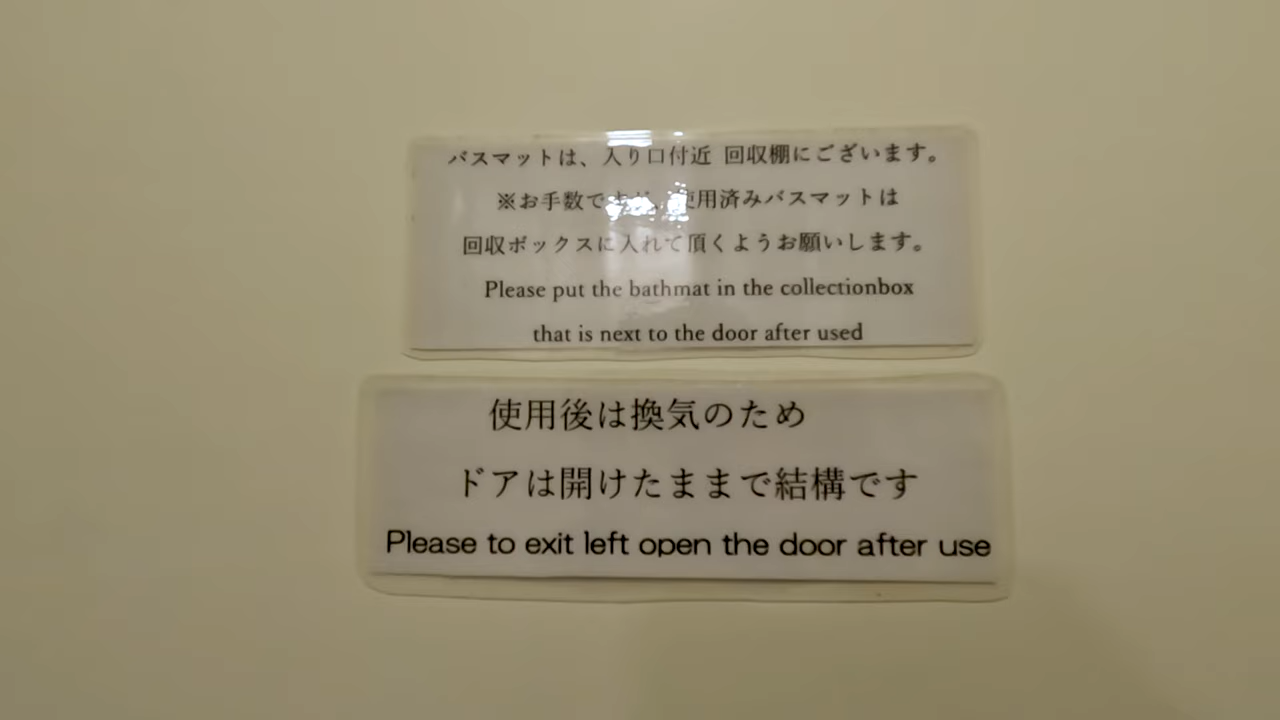 バスマットは、入り口付近 回収棚にございます。
※お手数ですが、使用済みバスマットは
回収ボックスに入れて頂くようお願いします。
Please put the bathmat in the collectionbox
that is next to the door after used
使用後は換気のため
ドアは開けたままで結構です
Please to exit left open the door after use